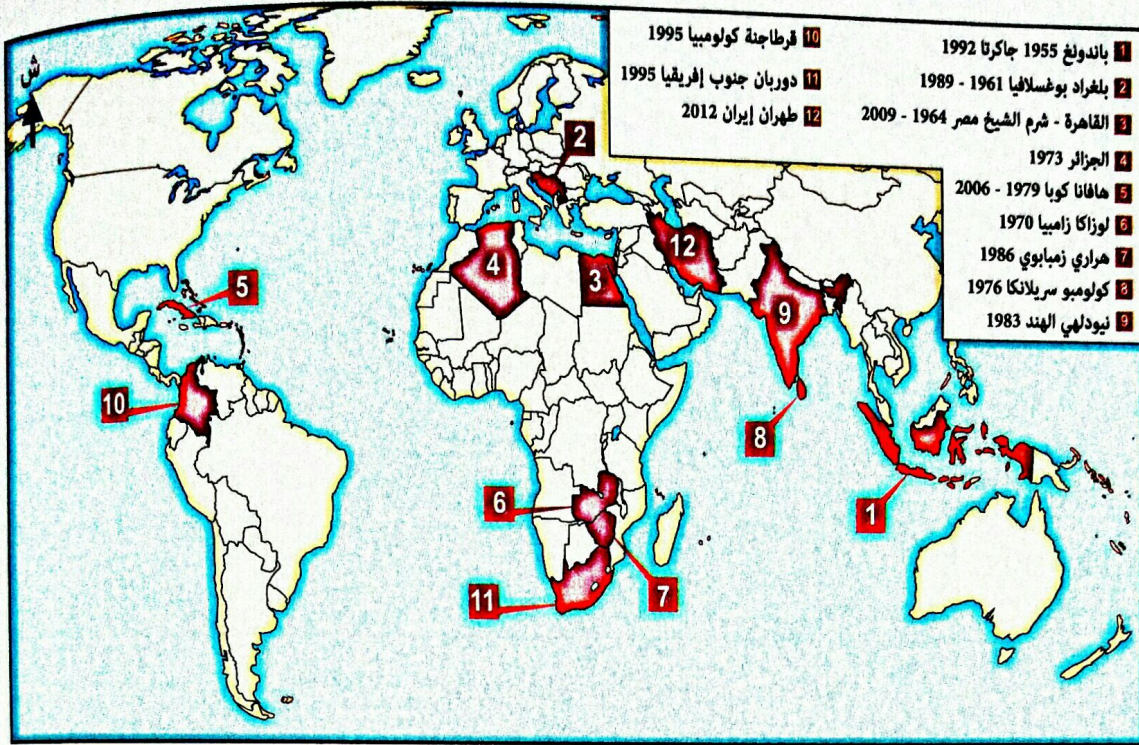 1 باندونغ 1955 جاكرتا 1992
2 بلغراد يوغسلافيا 1961 - 1989
3 القاهرة - شرم الشيخ مصر 1964 - 2009
4 الجزائر 1973
5 هافانا كوبا 1979 - 2006
6 لوزاكا زامبيا 1970
7 هراري زمبابوي 1986
8 كولومبو سريلانكا 1976
9 نيودلهي الهند 1983
10 قرطاجنة كولومبيا 1995
11 دوربان جنوب إفريقيا 1995
12 طهران إيران 2012
ش
2
12
4
3
5
9
10
8
6
1
11
7